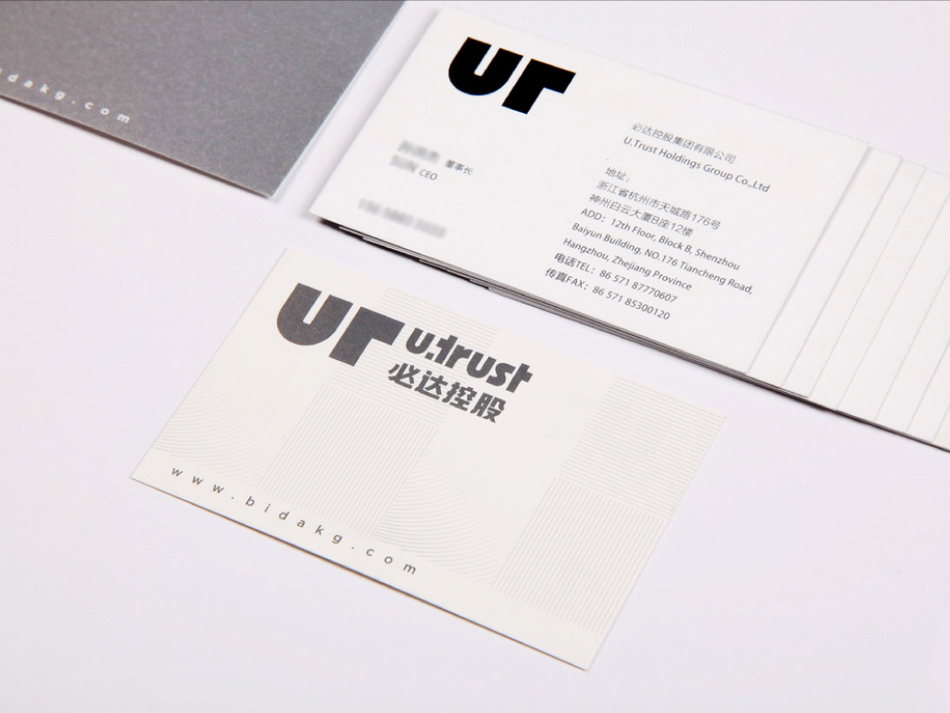 dakg.com
UT
董事长
CEO
必达控股集团有限公司
U.Trust Holdings Group Co.,Ltd
地址：
浙江省杭州市天城路176号
神州白云大厦B座12楼
ADD：12th Floor, Block B, Shenzhou
Baiyun Building, NO.176 Tiancheng Road,
Hangzhou, Zhejiang Province
电话TEL：86 571 87770607
传真FAX：86 571 85300120
UT u.trust
必达控股
www.bidakg.com